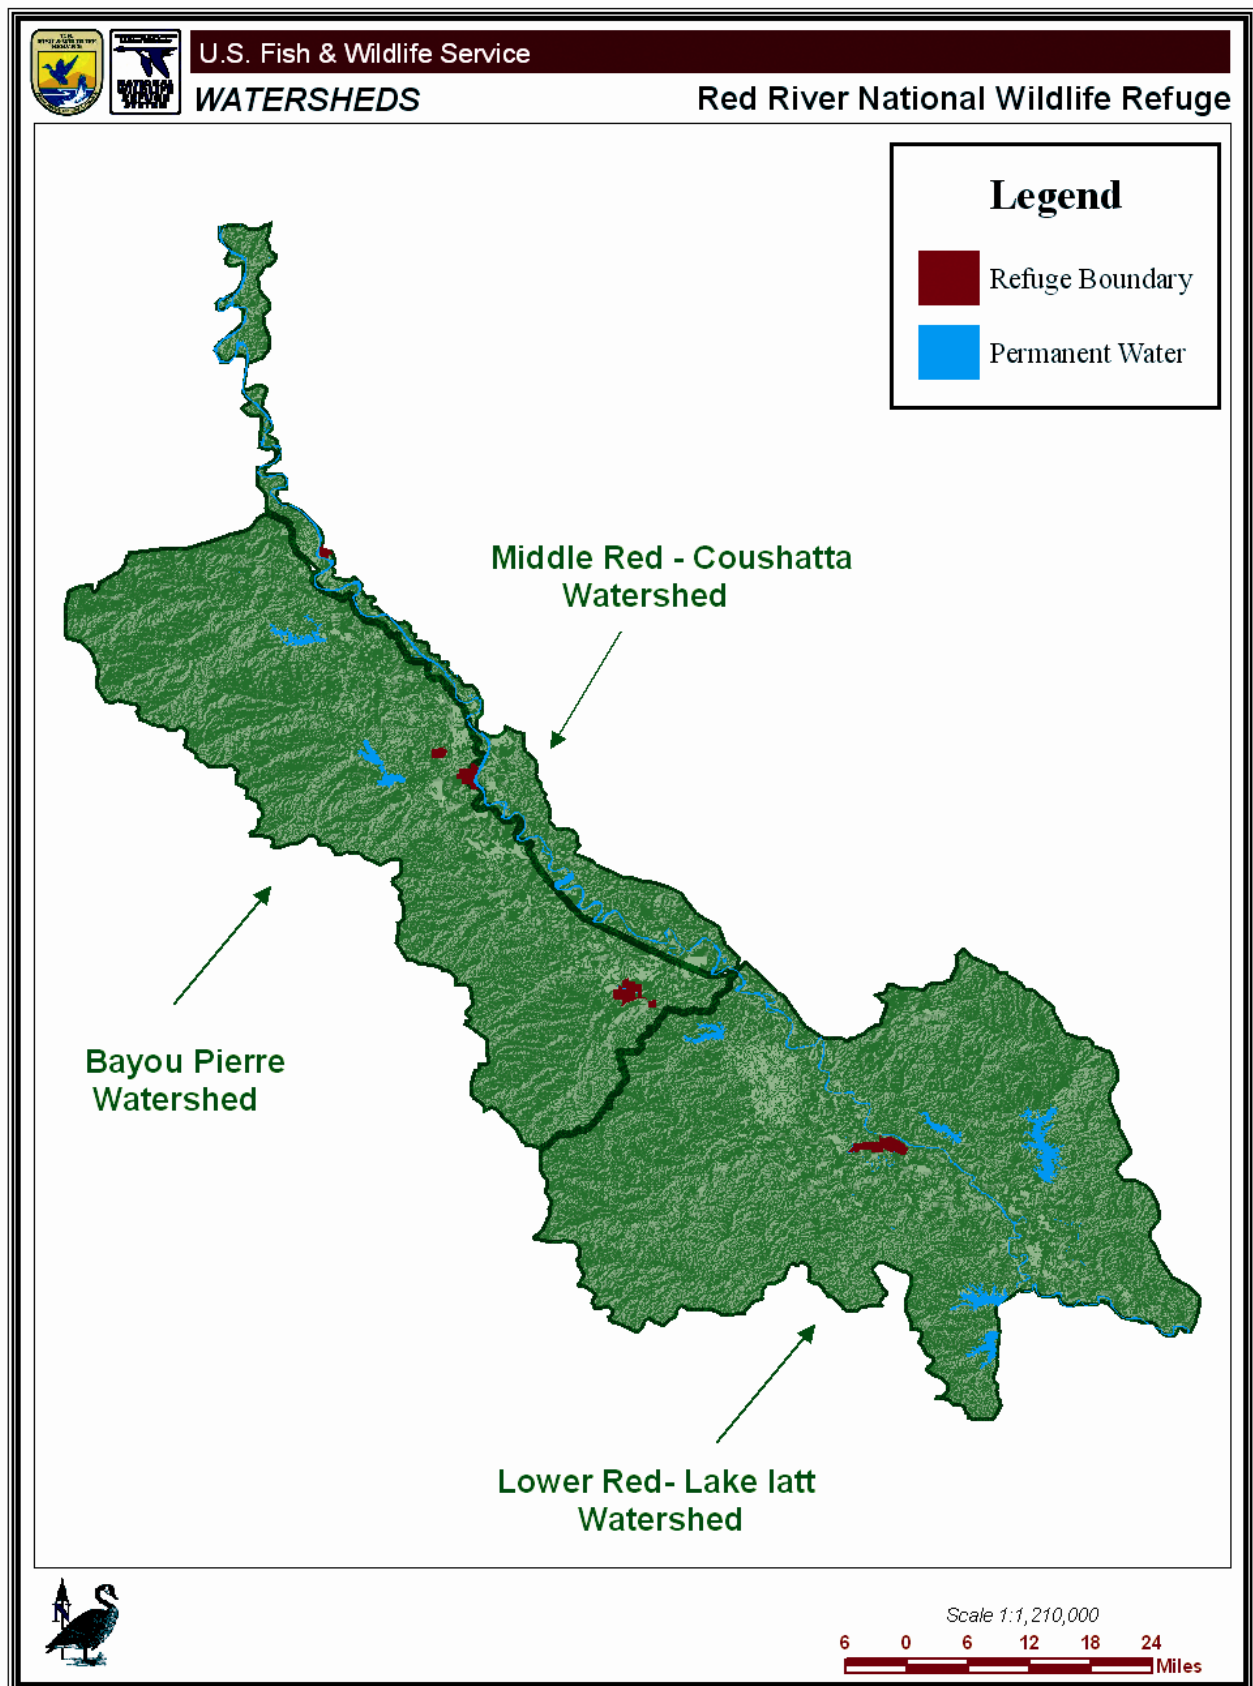 U.S. Fish & Wildlife Service
WATERSHEDS
Red River National Wildlife Refuge
Legend
Refuge Boundary
Permanent Water
Middle Red - Coushatta
Watershed
Bayou Pierre
Watershed
Lower Red- Lake Iatt
Watershed
N
Scale 1:1,210,000
6 0 6 12 18 24
Miles